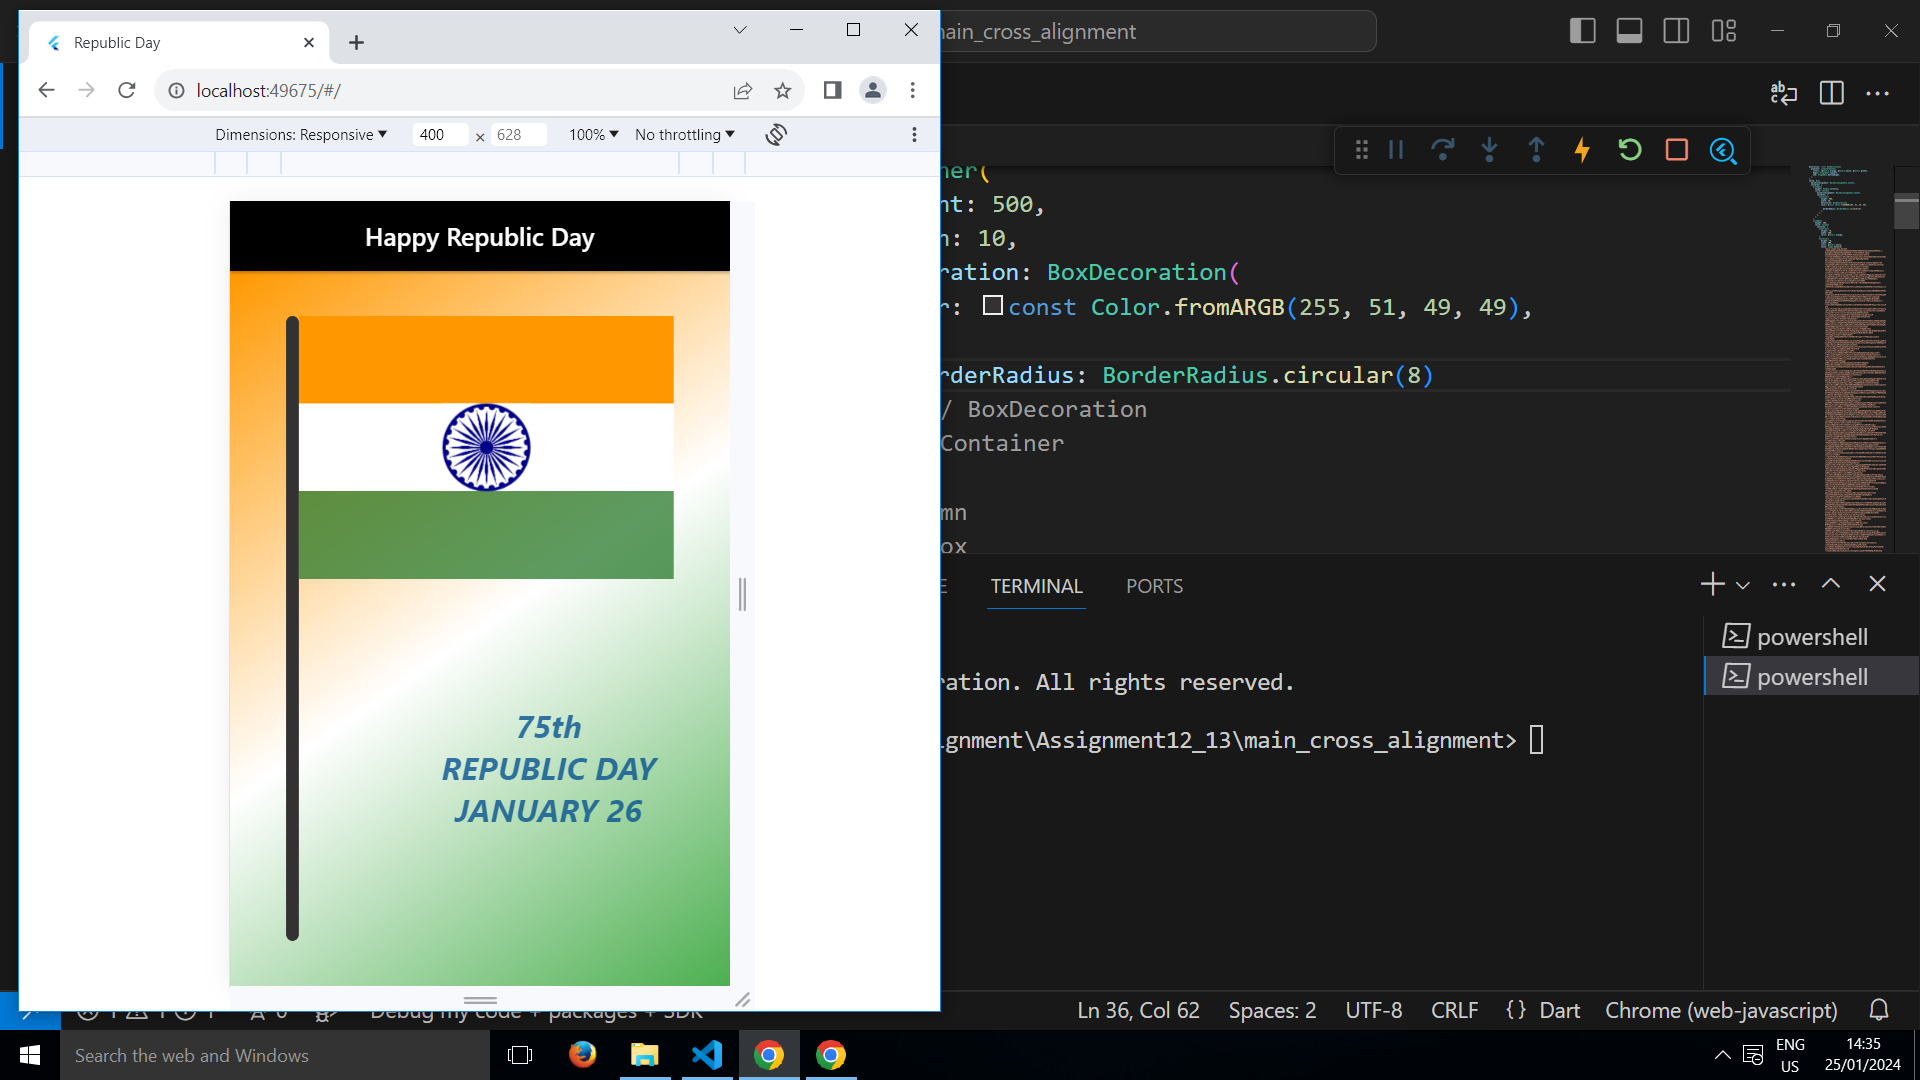 Republic Day
main_cross_alignment
localhost:49675/#/
Dimensions: Responsive 400 × 628 100% No throttling
Happy Republic Day
75th
REPUBLIC DAY
JANUARY 26
ner(
nt: 500,
n: 10,
ration: BoxDecoration(
r: const Color.fromARGB(255, 51, 49, 49),
rderRadius: BorderRadius.circular(8)
/ BoxDecoration
Container
mn
ox
E TERMINAL PORTS
powershell
powershell
ration. All rights reserved.
ignment\Assignment12_13\main_cross_alignment>
Debug my code + packages + SDK
Ln 36, Col 62 Spaces: 2 UTF-8 CRLF {} Dart Chrome (web-javascript)
Search the web and Windows
ENG
US
14:35
25/01/2024